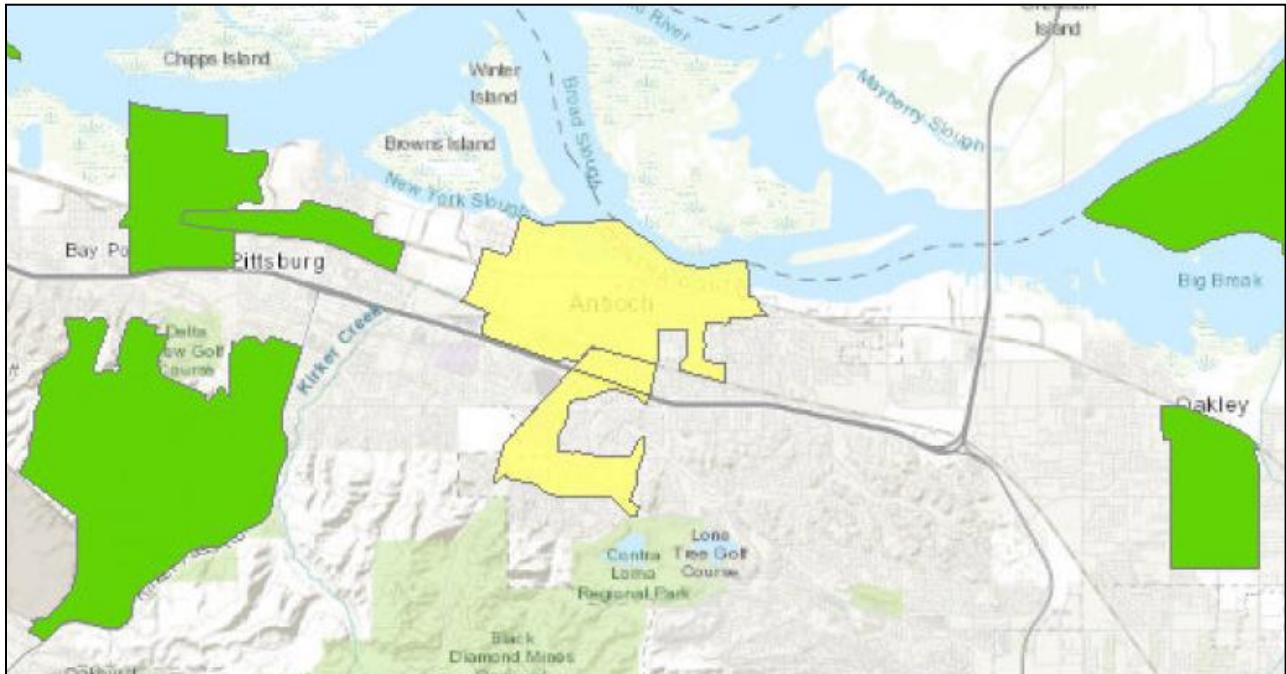 Island
River
Chipps Island
Winter
Island
Broad Slough
Mayberry Slough
Browns Island
New York Slough
Bay Po
Pittsburg
Big Break
Antioch
Kirker Creek
Delta
ew Golf
Course
Oakley
Contra
Loma
Regional Park
Lone
Tree Golf
Course
Black
Diamond Mines